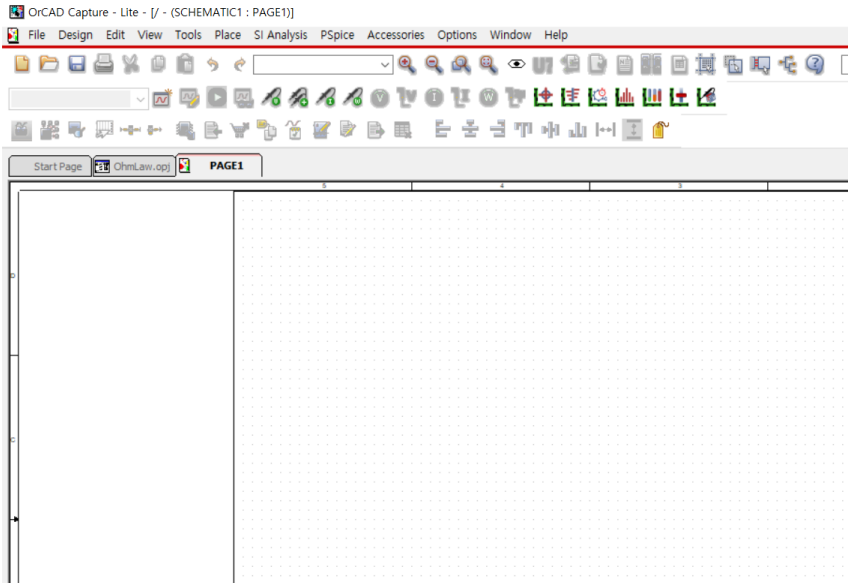 OrCAD Capture - Lite - [/ - (SCHEMATIC1 : PAGE1)]
File Design Edit View Tools Place SI Analysis PSpice Accessories Options Window Help
U?
V I W
Start Page OhmLaw.opj PAGE1
5 4 3
D
C